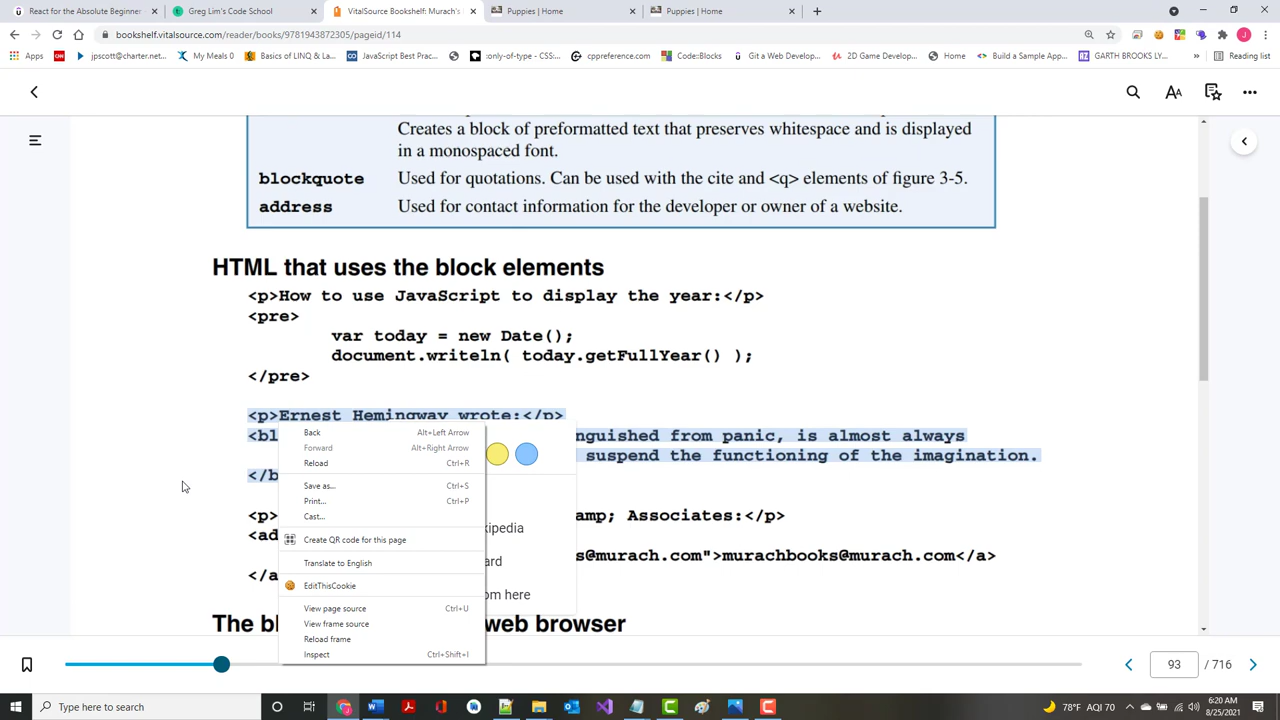 React for the Absolute Beginner
Greg Lim's Code School
VitalSource Bookshelf: Murach's
Puppies | Home
Puppies | Home
bookshelf.vitalsource.com/reader/books/9781943872305/pageid/114
Apps
jpscott@charter.net...
My Meals 0
Basics of LINQ & La...
JavaScript Best Prac...
:only-of-type - CSS:...
cppreference.com
Code::Blocks
Git a Web Develop...
2D Game Develop...
Home
Build a Sample App...
GARTH BROOKS LY...
»
Reading list
Creates a block of preformatted text that preserves whitespace and is displayed
in a monospaced font.
blockquote Used for quotations. Can be used with the cite and <q> elements of figure 3-5.
address Used for contact information for the developer or owner of a website.
HTML that uses the block elements
<p>How to use JavaScript to display the year:</p>
<pre>
var today = new Date();
document.writeln( today.getFullYear() );
</pre>
<p>Ernest Hemingway wrote:</p>
<bl nguished from panic, is almost always
suspend the functioning of the imagination.
</b
<p> amp; Associates:</p>
<ad
s@murach.com">murachbooks@murach.com</a>
</a
The bl web browser
Back Alt+Left Arrow
Forward Alt+Right Arrow
Reload Ctrl+R
Save as... Ctrl+S
Print... Ctrl+P
Cast...
Create QR code for this page
Translate to English
EditThisCookie
View page source Ctrl+U
View frame source
Reload frame
Inspect Ctrl+Shift+I
kipedia
ard
om here
93 / 716
Type here to search
78°F AQI 70
6:20 AM
8/25/2021